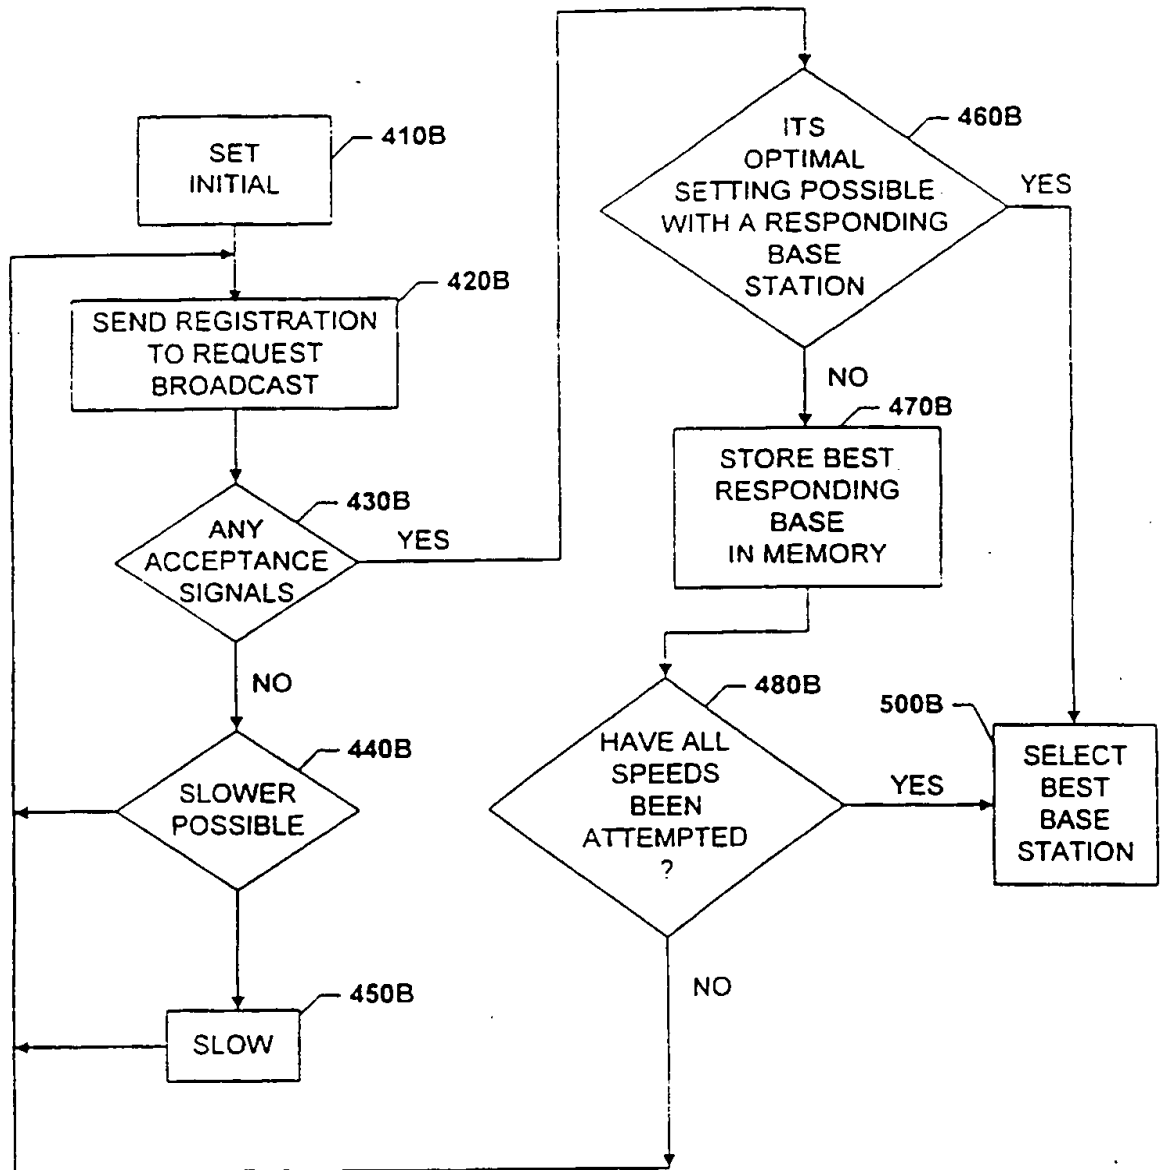 SET
INITIAL
410B
SEND REGISTRATION
TO REQUEST
BROADCAST
420B
ANY
ACCEPTANCE
SIGNALS
430B
YES
NO
SLOWER
POSSIBLE
440B
SLOW
450B
ITS
OPTIMAL
SETTING POSSIBLE
WITH A RESPONDING
BASE
STATION
460B
YES
NO
STORE BEST
RESPONDING
BASE
IN MEMORY
470B
HAVE ALL
SPEEDS
BEEN
ATTEMPTED
?
480B
YES
NO
500B
SELECT
BEST
BASE
STATION